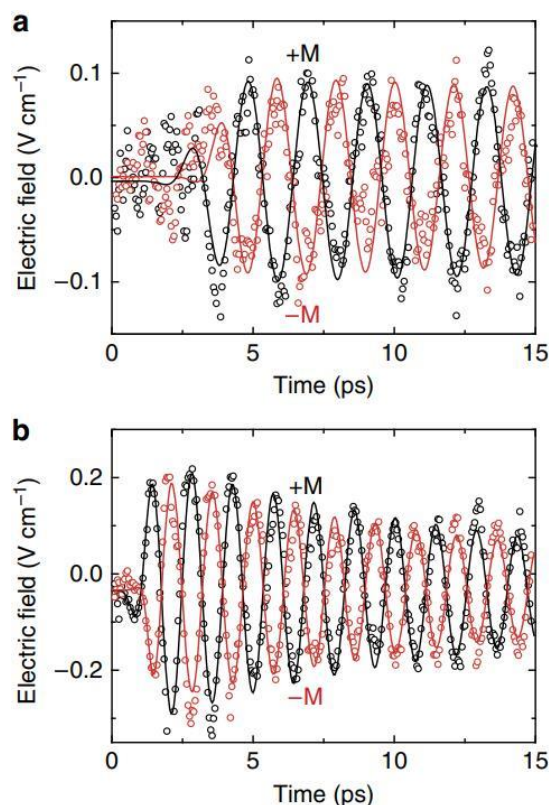 a
0.1
+M
0.0
−0.1
−M
Electric field (V cm⁻¹)
0 5 10 15
Time (ps)
b
0.2
+M
0.0
−0.2
−M
Electric field (V cm⁻¹)
0 5 10 15
Time (ps)